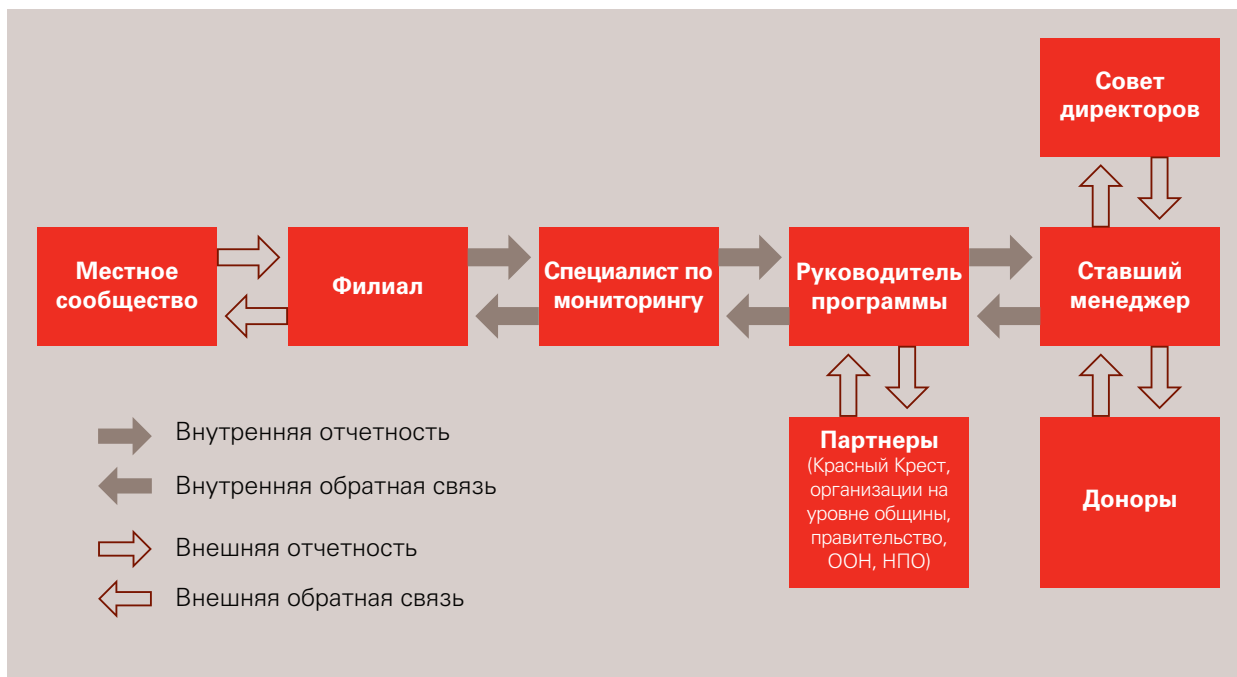 Совет
директоров
Местное
сообщество
Филиал
Специалист по
мониторингу
Руководитель
программы
Ставший
менеджер
Внутренняя отчетность
Внутренняя обратная связь
Внешняя отчетность
Внешняя обратная связь
Партнеры
(Красный Крест,
организации на
уровне общины,
правительство,
ООН, НПО)
Доноры